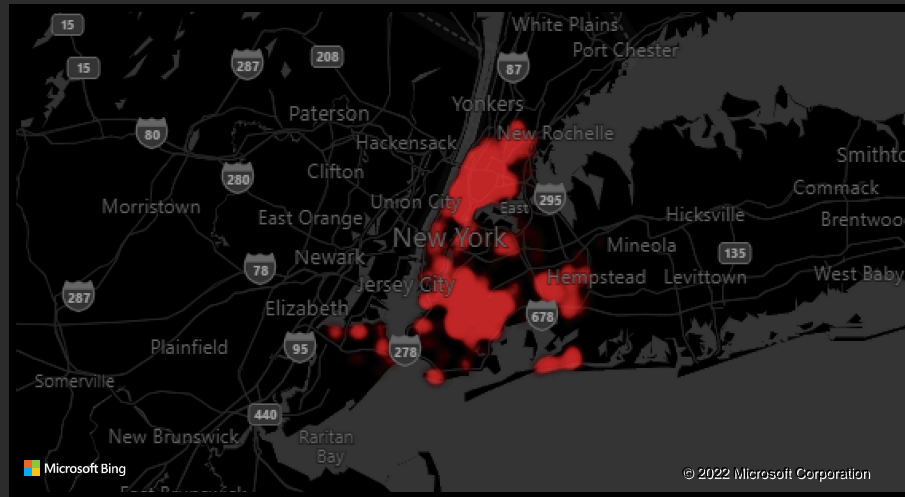 White Plains
15
Port Chester
208
287
87
15
Yonkers
Paterson
80
New Rochelle
Hackensack
Smithto
Clifton
280
Commack
295
Union City
East
Morristown
Hicksville
East Orange
Brentwoo
New York
Mineola
135
Newark
78
West Baby
Hempstead
Levittown
Jersey City
287
Elizabeth
678
Plainfield
95
278
Somerville
440
New Brunswick
Raritan
Bay
Microsoft Bing
© 2022 Microsoft Corporation